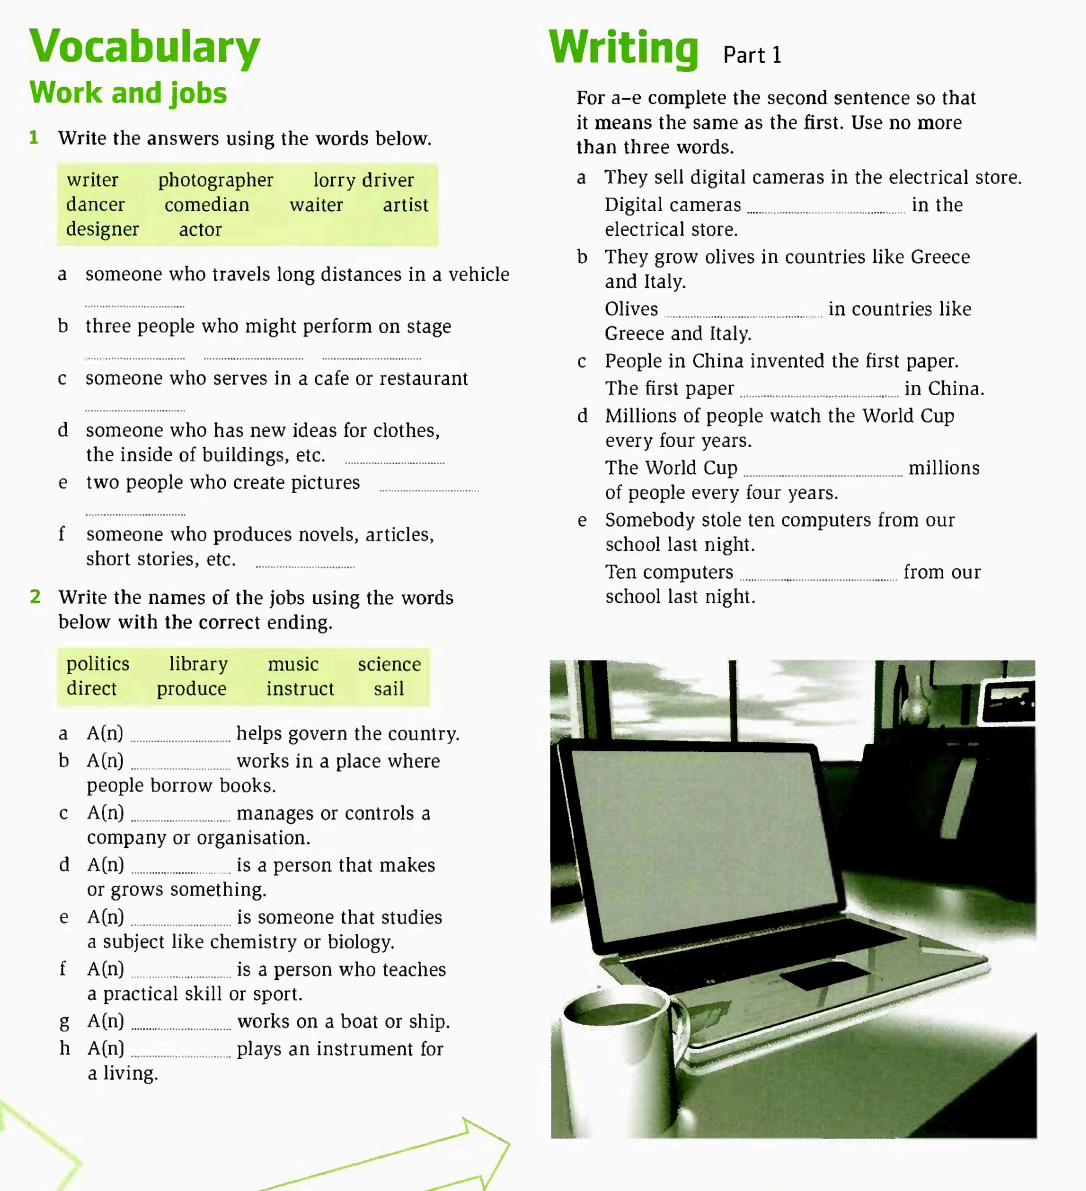 Vocabulary
Work and jobs
1 Write the answers using the words below.
writer photographer lorry driver
dancer comedian waiter artist
designer actor
a someone who travels long distances in a vehicle
b three people who might perform on stage
c someone who serves in a cafe or restaurant
d someone who has new ideas for clothes,
the inside of buildings, etc.
e two people who create pictures
f someone who produces novels, articles,
short stories, etc.
2 Write the names of the jobs using the words
below with the correct ending.
politics library music science
direct produce instruct sail
a A(n) helps govern the country.
b A(n) works in a place where
people borrow books.
c A(n) manages or controls a
company or organisation.
d A(n) is a person that makes
or grows something.
e A(n) is someone that studies
a subject like chemistry or biology.
f A(n) is a person who teaches
a practical skill or sport.
g A(n) works on a boat or ship.
h A(n) plays an instrument for
a living.
Writing Part 1
For a–e complete the second sentence so that
it means the same as the first. Use no more
than three words.
a They sell digital cameras in the electrical store.
Digital cameras in the
electrical store.
b They grow olives in countries like Greece
and Italy.
Olives in countries like
Greece and Italy.
c People in China invented the first paper.
The first paper in China.
d Millions of people watch the World Cup
every four years.
The World Cup millions
of people every four years.
e Somebody stole ten computers from our
school last night.
Ten computers from our
school last night.